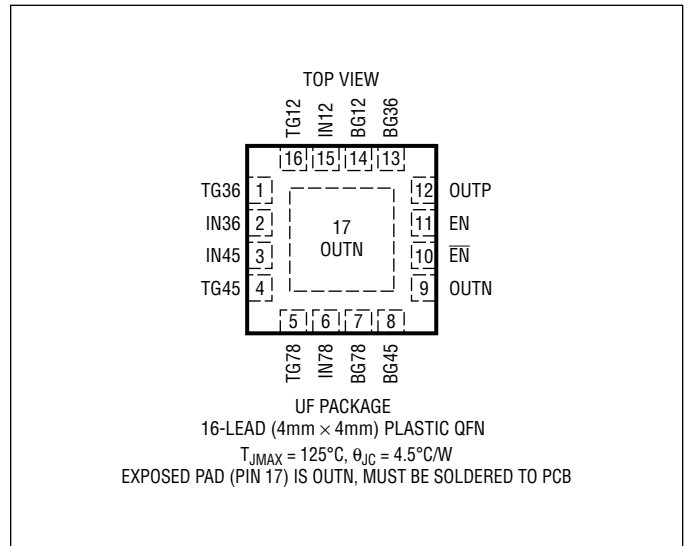 TOP VIEW
TG12
IN12
BG12
BG36
16 15 14 13
TG36 1
IN36 2
IN45 3
TG45 4
17
OUTN
12 OUTP
11 EN
10 E̅N̅
9 OUTN
5 6 7 8
TG78
IN78
BG78
BG45
UF PACKAGE
16-LEAD (4mm × 4mm) PLASTIC QFN
TJMAX = 125°C, θJC = 4.5°C/W
EXPOSED PAD (PIN 17) IS OUTN, MUST BE SOLDERED TO PCB